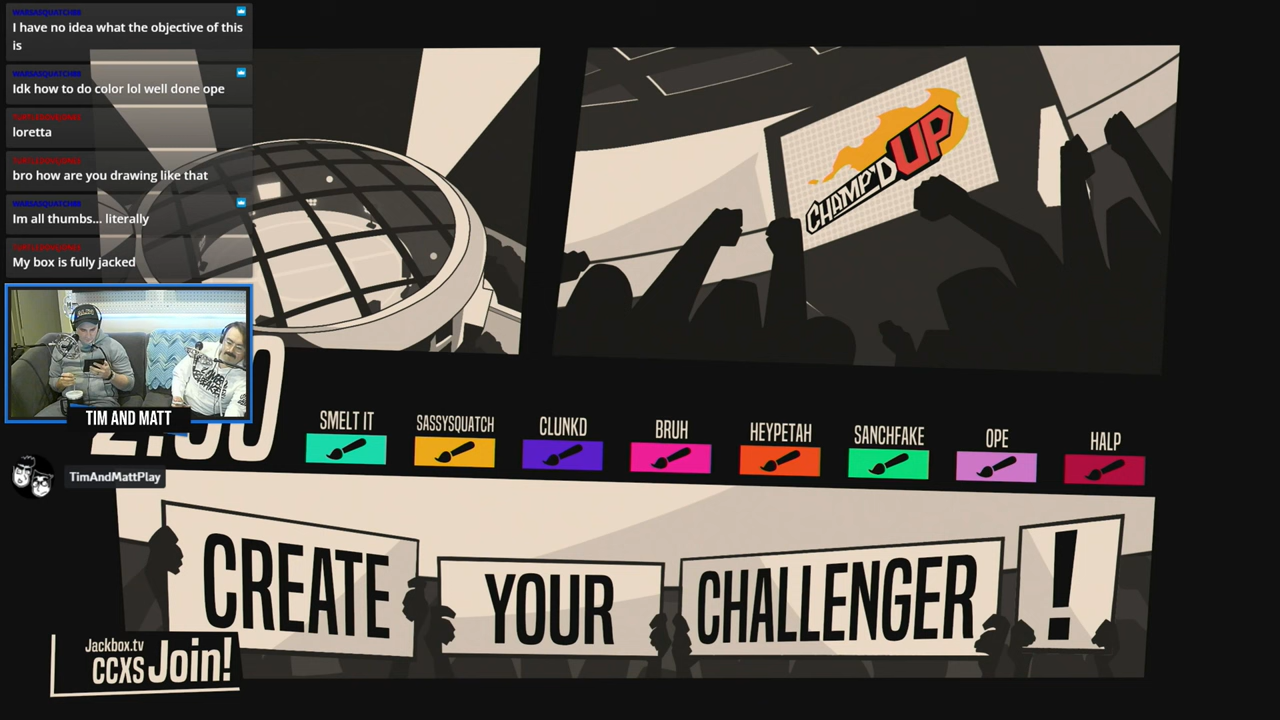 WARSASQUATCH88
I have no idea what the objective of this
is
WARSASQUATCH88
Idk how to do color lol well done ope
loretta
bro how are you drawing like that
WARSASQUATCH88
Im all thumbs... literally
My box is fully jacked
CHAMP'D UP
TIM AND MATT
TimAndMattPlay
SMELT IT
SASSYSQUATCH
CLUNKD
BRUH
HEYPETAH
SANCHFAKE
OPE
HALP
CREATE YOUR CHALLENGER !
Jackbox.tv
CCXS Join!